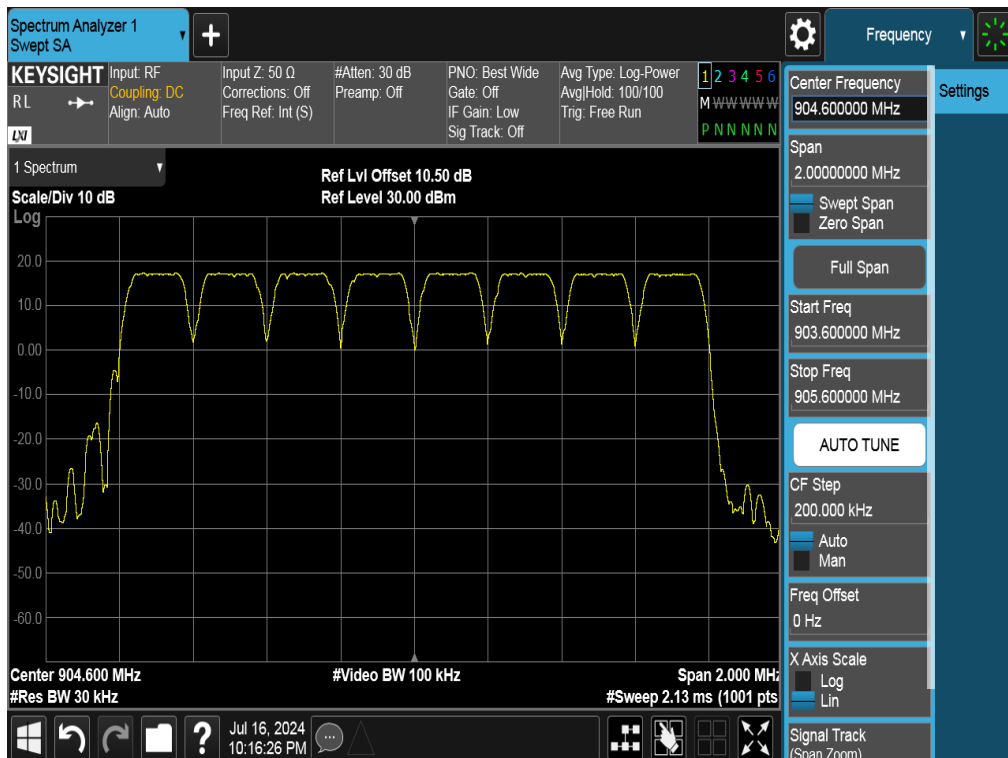 Spectrum Analyzer 1
Swept SA
+
Frequency
KEYSIGHT
R L
LXI
Input: RF
Coupling: DC
Align: Auto
Input Z: 50 Ω
Corrections: Off
Freq Ref: Int (S)
#Atten: 30 dB
Preamp: Off
PNO: Best Wide
Gate: Off
IF Gain: Low
Sig Track: Off
Avg Type: Log-Power
Avg|Hold: 100/100
Trig: Free Run
1 2 3 4 5 6
M W W W W W
P N N N N N
1 Spectrum
Scale/Div 10 dB
Log
Ref Lvl Offset 10.50 dB
Ref Level 30.00 dBm
20.0
10.0
0.00
-10.0
-20.0
-30.0
-40.0
-50.0
-60.0
Center 904.600 MHz
#Res BW 30 kHz
#Video BW 100 kHz
Span 2.000 MHz
#Sweep 2.13 ms (1001 pts
?
Jul 16, 2024
10:16:26 PM
Center Frequency
904.600000 MHz
Span
2.00000000 MHz
Swept Span
Zero Span
Full Span
Start Freq
903.600000 MHz
Stop Freq
905.600000 MHz
AUTO TUNE
CF Step
200.000 kHz
Auto
Man
Freq Offset
0 Hz
X Axis Scale
Log
Lin
Signal Track
(Span Zoom)
Settings